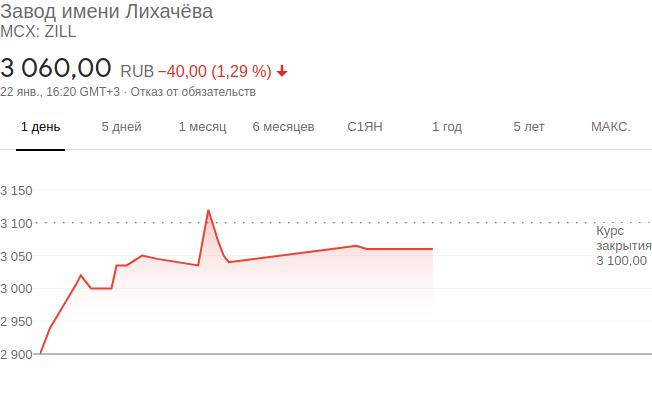 Завод имени Лихачёва
MCX: ZILL
3 060,00 RUB −40,00 (1,29 %)
22 янв., 16:20 GMT+3 · Отказ от обязательств
1 день 5 дней 1 месяц 6 месяцев С1ЯН 1 год 5 лет МАКС.
3 150
3 100
Курс
закрытия
3 100,00
3 050
3 000
2 950
2 900